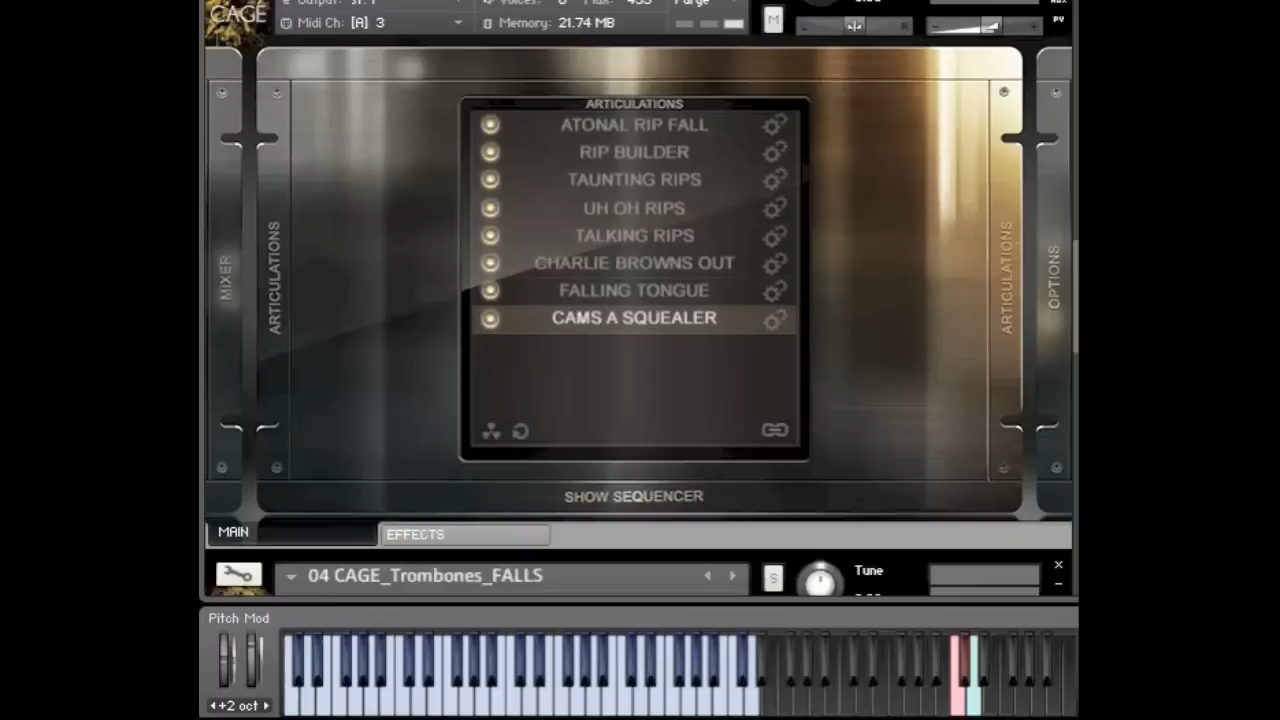 CAGE
Midi Ch: [A] 3
Memory: 21.74 MB
M
L R
PV
ARTICULATIONS
ATONAL RIP FALL
RIP BUILDER
TAUNTING RIPS
UH OH RIPS
TALKING RIPS
CHARLIE BROWNS OUT
FALLING TONGUE
CAMS A SQUEALER
MIXER
ARTICULATIONS
ARTICULATIONS
OPTIONS
SHOW SEQUENCER
MAIN
EFFECTS
04 CAGE_Trombones_FALLS
S
Tune
Pitch Mod
+2 oct